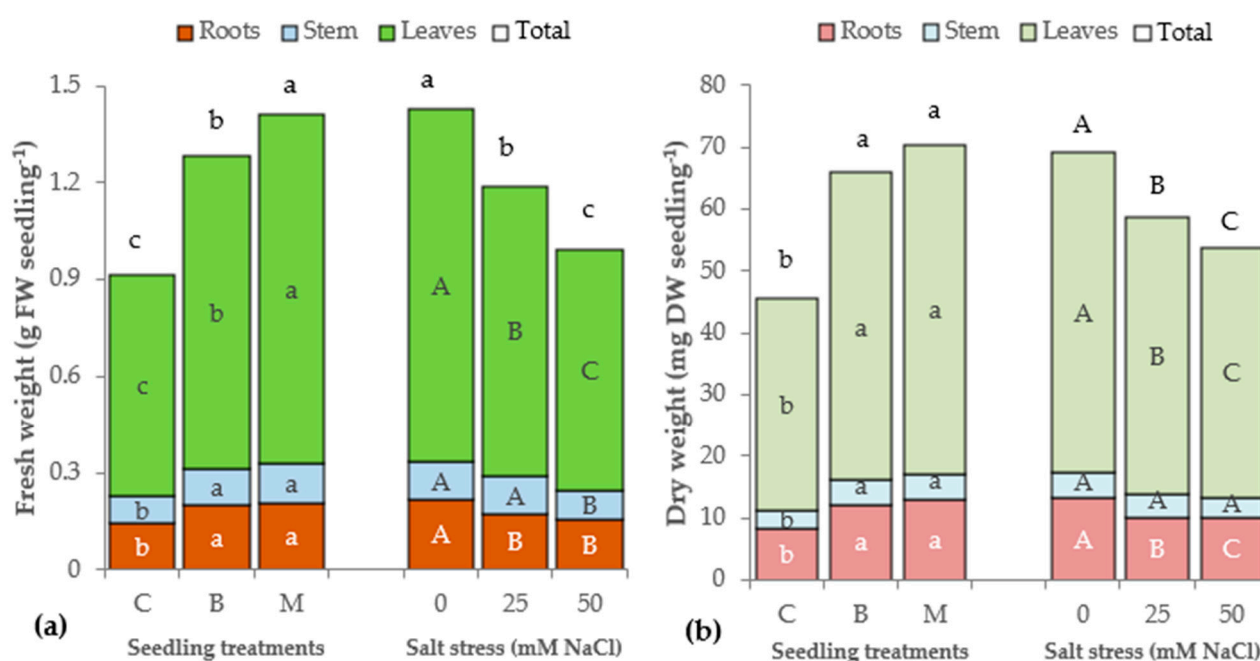 Roots Stem Leaves Total
Fresh weight (g FW seedling-1)
1.5
1.2
0.9
0.6
0.3
0
c b a a b c
c b a A B C
b a a A A B
b a a A B B
C B M 0 25 50
Seedling treatments Salt stress (mM NaCl)
(a)
Roots Stem Leaves Total
Dry weight (mg DW seedling-1)
80
70
60
50
40
30
20
10
0
b a a A B C
b a a A B C
b a a A A A
b a a A B C
C B M 0 25 50
Seedling treatments Salt stress (mM NaCl)
(b)